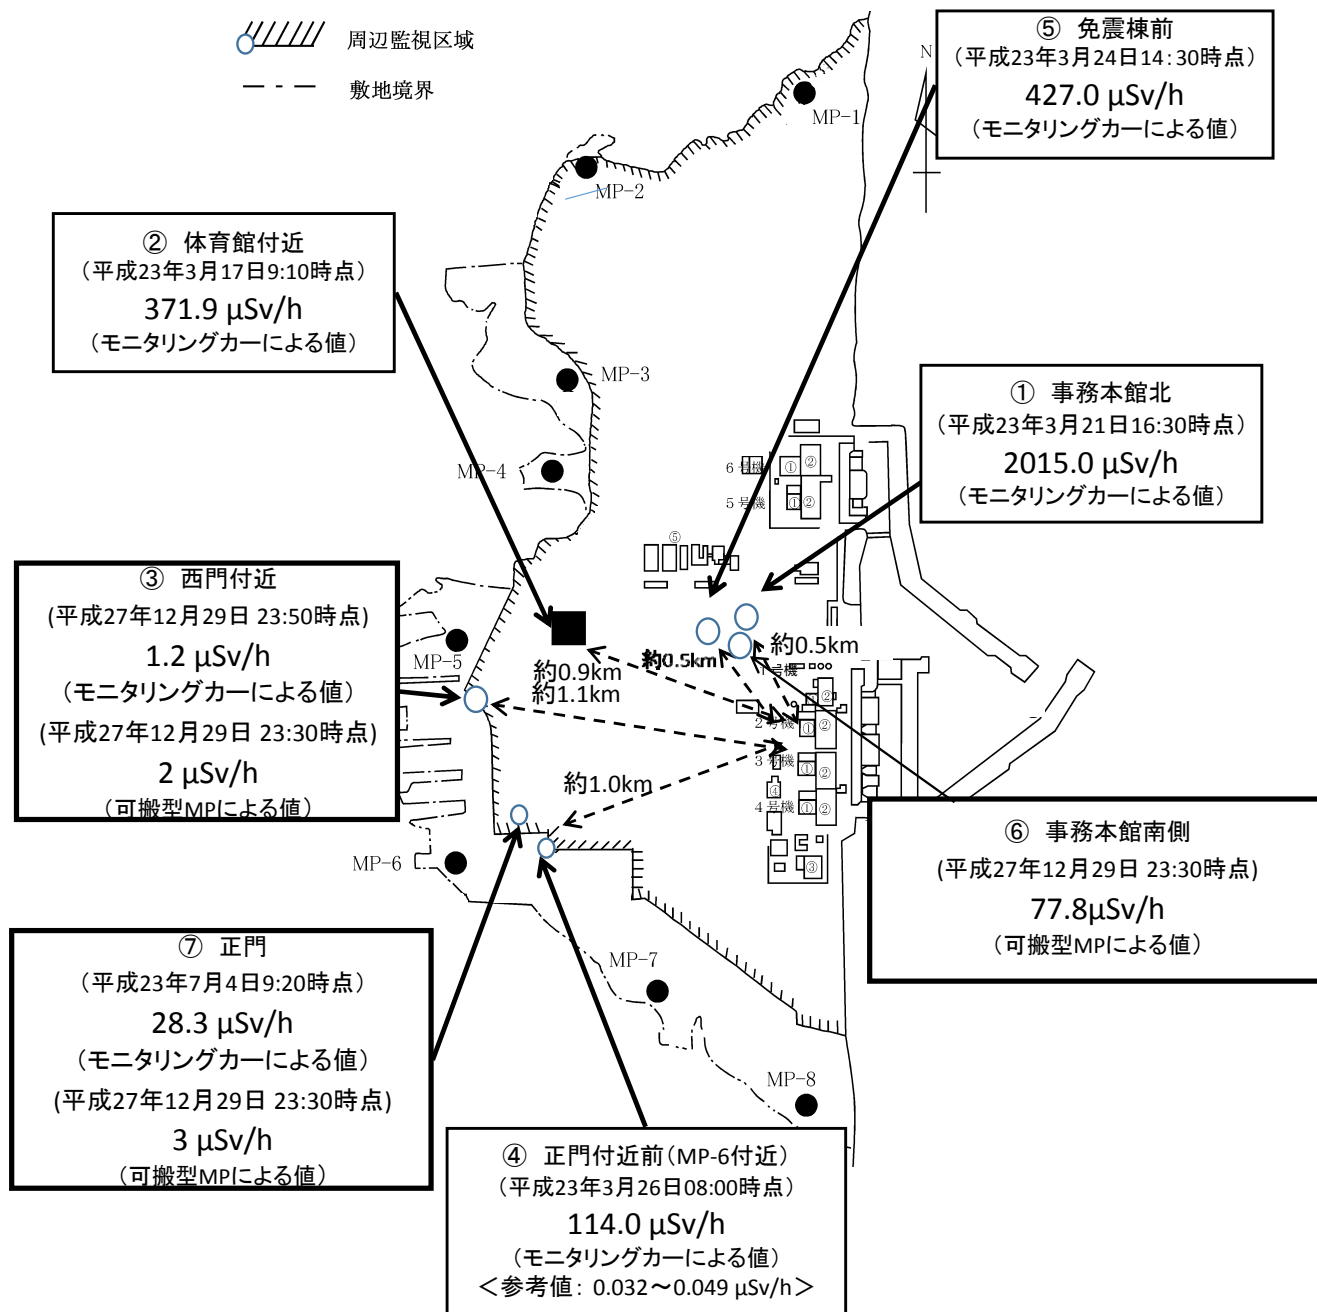 周辺監視区域
敷地境界
⑤ 免震棟前
(平成23年3月24日14:30時点)
427.0 μSv/h
(モニタリングカーによる値)
N
MP-1
MP-2
② 体育館付近
(平成23年3月17日9:10時点)
371.9 μSv/h
(モニタリングカーによる値)
MP-3
MP-4
① 事務本館北
(平成23年3月21日16:30時点)
2015.0 μSv/h
(モニタリングカーによる値)
6号機
①
②
5号機
①
②
⑤
③ 西門付近
(平成27年12月29日 23:50時点)
1.2 μSv/h
(モニタリングカーによる値)
(平成27年12月29日 23:30時点)
2 μSv/h
(可搬型MPによる値)
MP-5
約0.9km
約1.1km
約0.5km
約0.5km
1号機
②
2号機
①
②
3号機
①
②
④
4号機
①
②
③
約1.0km
MP-6
⑥ 事務本館南側
(平成27年12月29日 23:30時点)
77.8μSv/h
(可搬型MPによる値)
⑦ 正門
(平成23年7月4日9:20時点)
28.3 μSv/h
(モニタリングカーによる値)
(平成27年12月29日 23:30時点)
3 μSv/h
(可搬型MPによる値)
MP-7
MP-8
④ 正門付近前(MP-6付近)
(平成23年3月26日08:00時点)
114.0 μSv/h
(モニタリングカーによる値)
<参考値: 0.032~0.049 μSv/h>